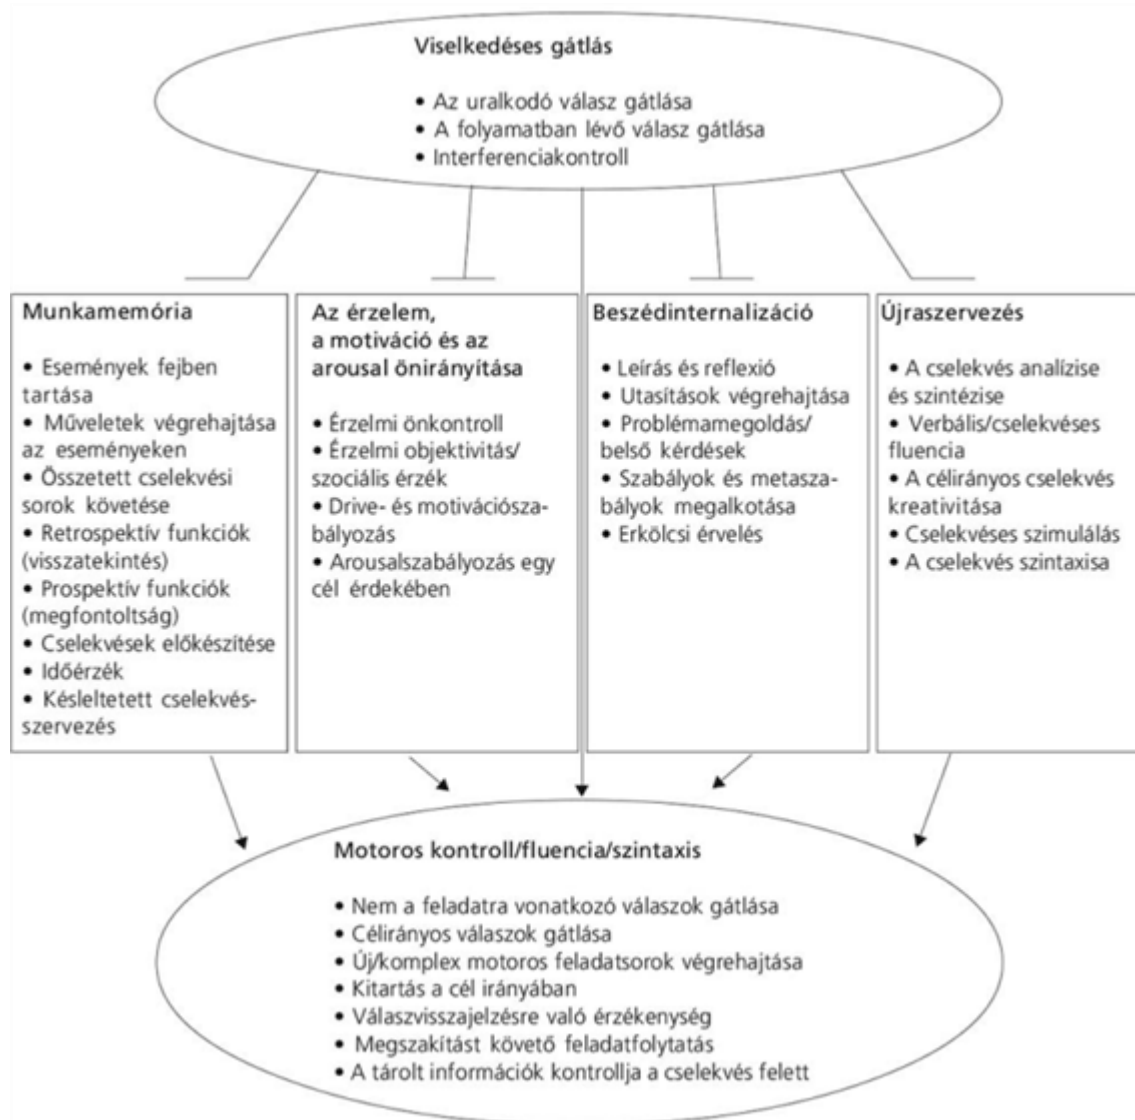 Viselkedéses gátlás
• Az uralkodó válasz gátlása
• A folyamatban lévő válasz gátlása
• Interferenciakontroll
Munkamemória
• Események fejben
tartása
• Műveletek végrehajtása
az eseményeken
• Összetett cselekvési
sorok követése
• Retrospektív funkciók
(visszatekintés)
• Prospektív funkciók
(megfontoltság)
• Cselekvések előkészítése
• Időérzék
• Késleltetett cselekvés-
szervezés
Az érzelem,
a motiváció és az
arousal önirányítása
• Érzelmi önkontroll
• Érzelmi objektivitás/
szociális érzék
• Drive- és motivációsza-
bályozás
• Arousalszabályozás egy
cél érdekében
Beszédinternalizáció
• Leírás és reflexió
• Utasítások végrehajtása
• Problémamegoldás/
belső kérdések
• Szabályok és metasza-
bályok megalkotása
• Erkölcsi érvelés
Újraszervezés
• A cselekvés analízise
és szintézise
• Verbális/cselekvéses
fluencia
• A célirányos cselekvés
kreativitása
• Cselekvéses szimulálás
• A cselekvés szintaxisa
Motoros kontroll/fluencia/szintaxis
• Nem a feladatra vonatkozó válaszok gátlása
• Célirányos válaszok gátlása
• Új/komplex motoros feladatsorok végrehajtása
• Kitartás a cél irányában
• Válaszvisszajelzésre való érzékenység
• Megszakítást követő feladatfolytatás
• A tárolt információk kontrollja a cselekvés felett